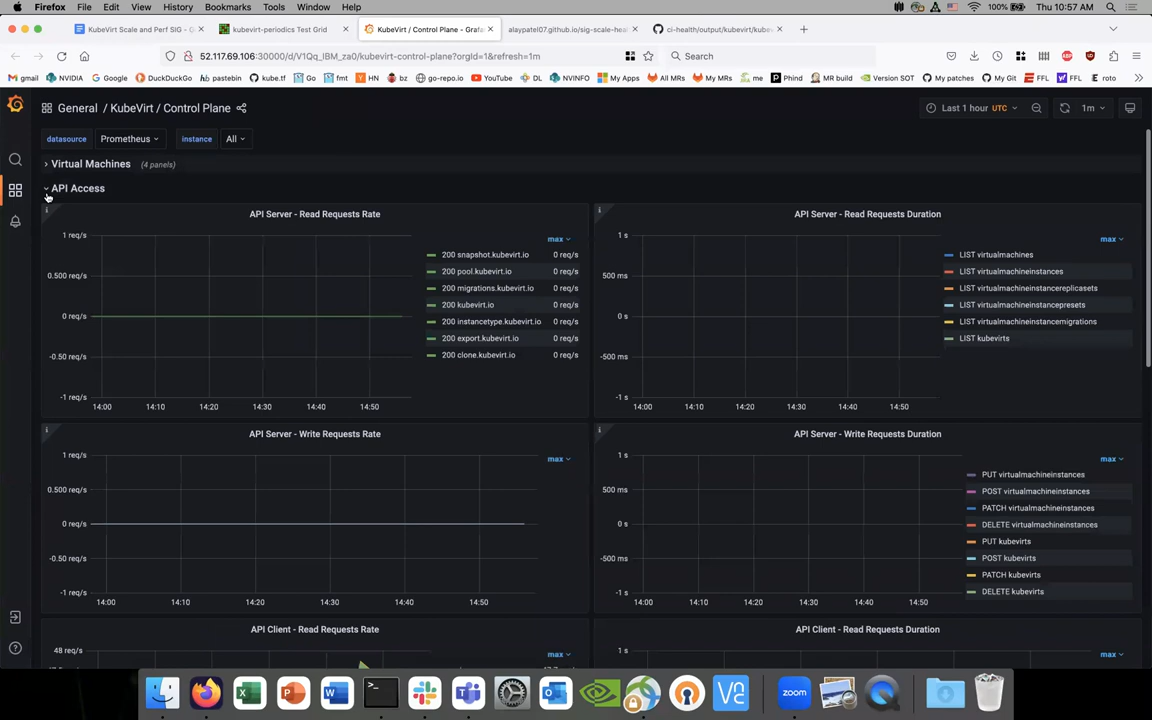 Firefox File Edit View History Bookmarks Tools Window Help 100% Thu 10:57 AM
KubeVirt Scale and Perf SIG - kubevirt-periodics Test Grid KubeVirt / Control Plane - Grafa alaypatel07.github.io/sig-scale-hea ci-health/output/kubevirt/kube
52.117.69.106:30000/d/V1Qq_IBM_za0/kubevirt-control-plane?orgId=1&refresh=1m Search
gmail NVIDIA Google DuckDuckGo pastebin kube.tf FTM HN bz go-repo.io YouTube DL NVINFO My Apps All MRs My MRs me Phind MR build Version SOT My patches My Git FFL FFL roto
General / KubeVirt / Control Plane Last 1 hour UTC 1m
datasource Prometheus instance All
Virtual Machines (4 panels)
API Access
API Server - Read Requests Rate
max
1 req/s
0.500 req/s
0 req/s
-0.50 req/s
-1 req/s
14:00 14:10 14:20 14:30 14:40 14:50
200 snapshot.kubevirt.io 0 req/s
200 pool.kubevirt.io 0 req/s
200 migrations.kubevirt.io 0 req/s
200 kubevirt.io 0 req/s
200 instancetype.kubevirt.io 0 req/s
200 export.kubevirt.io 0 req/s
200 clone.kubevirt.io 0 req/s
API Server - Read Requests Duration
max
1 s
500 ms
0 s
-500 ms
-1 s
14:00 14:10 14:20 14:30 14:40 14:50
LIST virtualmachines
LIST virtualmachineinstances
LIST virtualmachineinstancereplicasets
LIST virtualmachineinstancepresets
LIST virtualmachineinstancemigrations
LIST kubevirts
API Server - Write Requests Rate
max
1 req/s
0.500 req/s
0 req/s
-0.50 req/s
-1 req/s
14:00 14:10 14:20 14:30 14:40 14:50
API Server - Write Requests Duration
max
1 s
500 ms
0 s
-500 ms
-1 s
14:00 14:10 14:20 14:30 14:40 14:50
PUT virtualmachineinstances
POST virtualmachineinstances
PATCH virtualmachineinstances
DELETE virtualmachineinstances
PUT kubevirts
POST kubevirts
PATCH kubevirts
DELETE kubevirts
API Client - Read Requests Rate
max
48 req/s
API Client - Read Requests Duration
max
1 s
zoom